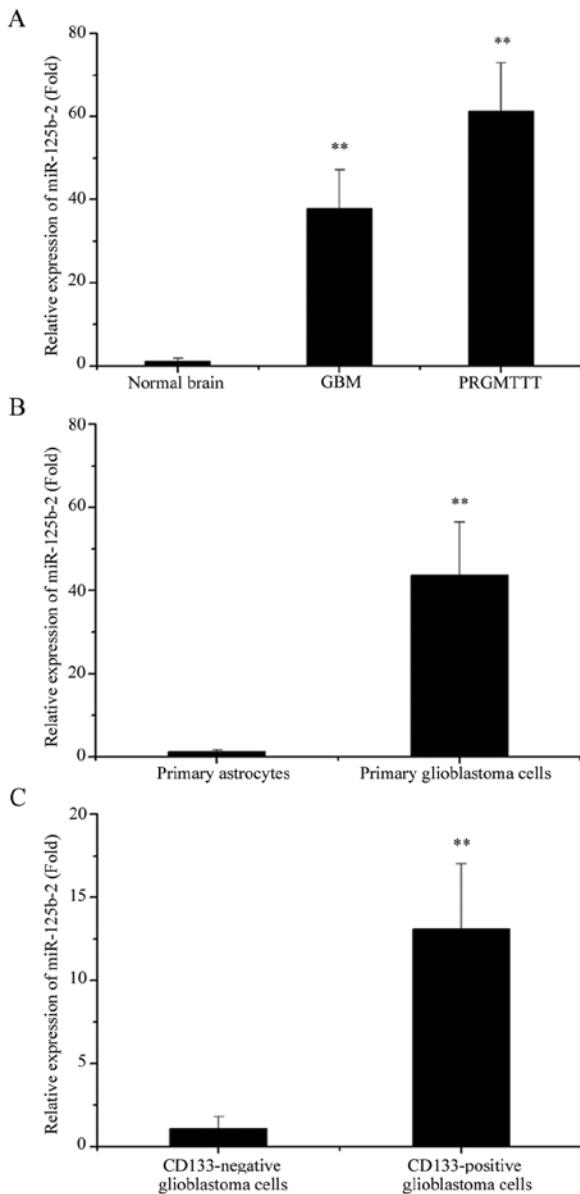 A
Relative expression of miR-125b-2 (Fold)
80
60
40
20
0
**
**
Normal brain
GBM
PRGMTTT
B
Relative expression of miR-125b-2 (Fold)
80
60
40
20
0
**
Primary astrocytes
Primary glioblastoma cells
C
Relative expression of miR-125b-2 (Fold)
20
15
10
5
0
**
CD133-negative
glioblastoma cells
CD133-positive
glioblastoma cells